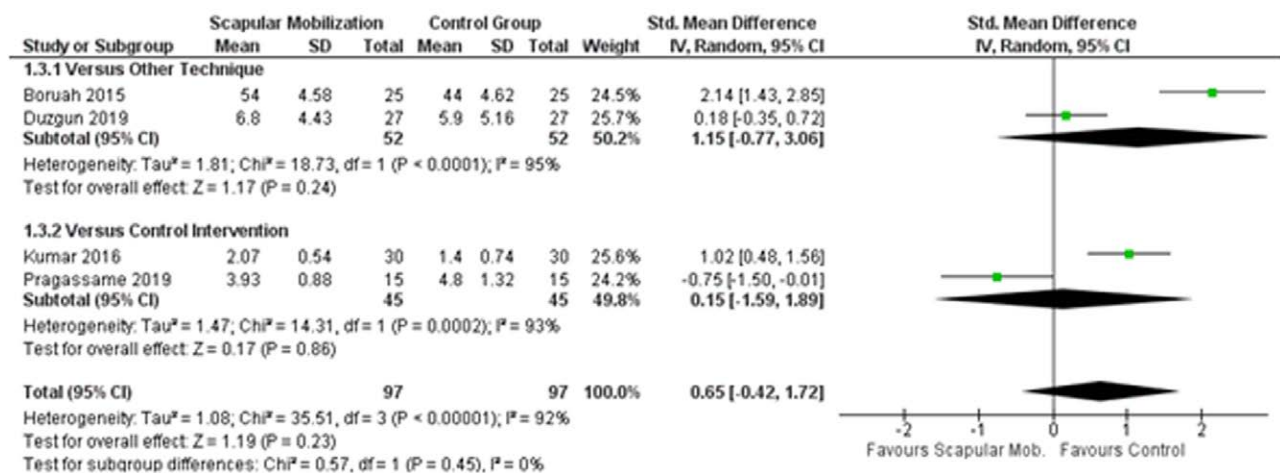 Scapular Mobilization Control Group Std. Mean Difference Std. Mean Difference
Study or Subgroup Mean SD Total Mean SD Total Weight IV, Random, 95% CI IV, Random, 95% CI
1.3.1 Versus Other Technique
Boruah 2015 54 4.58 25 44 4.62 25 24.5% 2.14 [1.43, 2.85]
Duzgun 2019 6.8 4.43 27 5.9 5.16 27 25.7% 0.18 [-0.35, 0.72]
Subtotal (95% CI) 52 52 50.2% 1.15 [-0.77, 3.06]
Heterogeneity: Tau² = 1.81; Chi² = 18.73, df = 1 (P < 0.0001); I² = 95%
Test for overall effect: Z = 1.17 (P = 0.24)
1.3.2 Versus Control Intervention
Kumar 2016 2.07 0.54 30 1.4 0.74 30 25.6% 1.02 [0.48, 1.56]
Pragassame 2019 3.93 0.88 15 4.8 1.32 15 24.2% -0.75 [-1.50, -0.01]
Subtotal (95% CI) 45 45 49.8% 0.15 [-1.59, 1.89]
Heterogeneity: Tau² = 1.47; Chi² = 14.31, df = 1 (P = 0.0002); I² = 93%
Test for overall effect: Z = 0.17 (P = 0.86)
Total (95% CI) 97 97 100.0% 0.65 [-0.42, 1.72]
Heterogeneity: Tau² = 1.08; Chi² = 35.51, df = 3 (P < 0.00001); I² = 92%
Test for overall effect: Z = 1.19 (P = 0.23)
Test for subgroup differences: Chi² = 0.57, df = 1 (P = 0.45), I² = 0%
-2 -1 0 1 2
Favours Scapular Mob. Favours Control